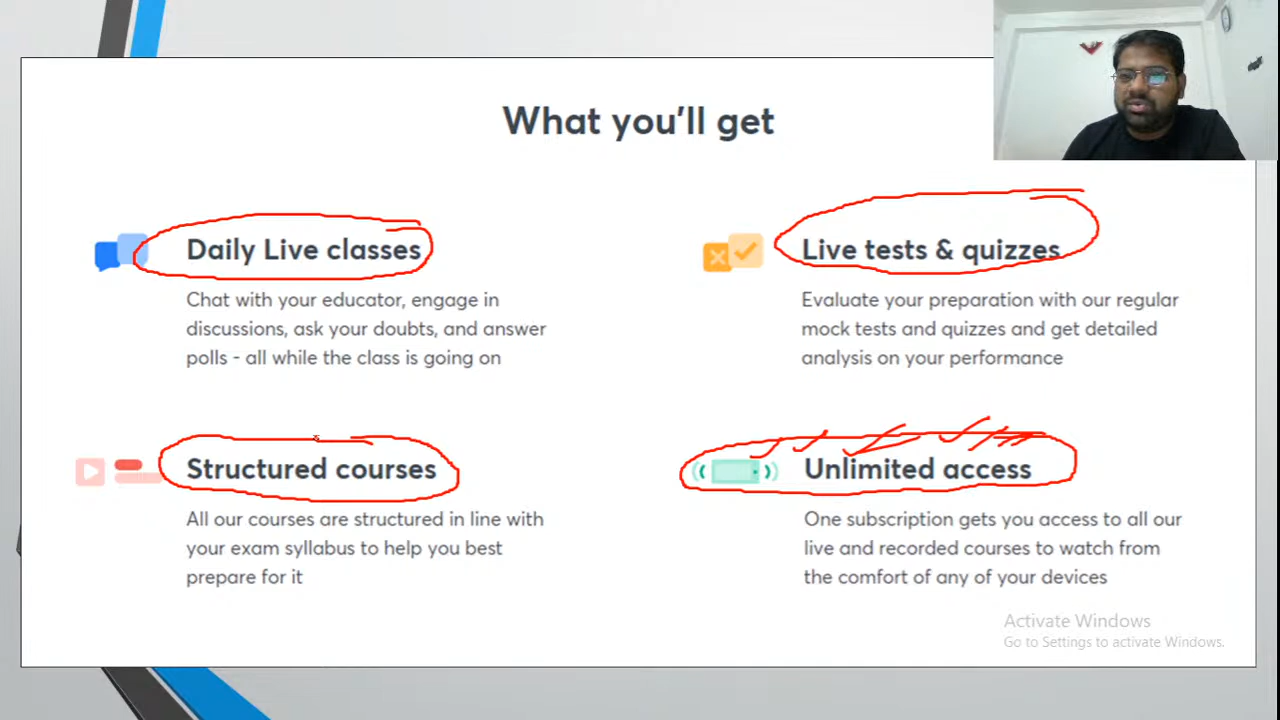 What you'll get
Daily Live classes
Chat with your educator, engage in
discussions, ask your doubts, and answer
polls - all while the class is going on
Live tests & quizzes
Evaluate your preparation with our regular
mock tests and quizzes and get detailed
analysis on your performance
Structured courses
All our courses are structured in line with
your exam syllabus to help you best
prepare for it
Unlimited access
One subscription gets you access to all our
live and recorded courses to watch from
the comfort of any of your devices
Activate Windows
Go to Settings to activate Windows.